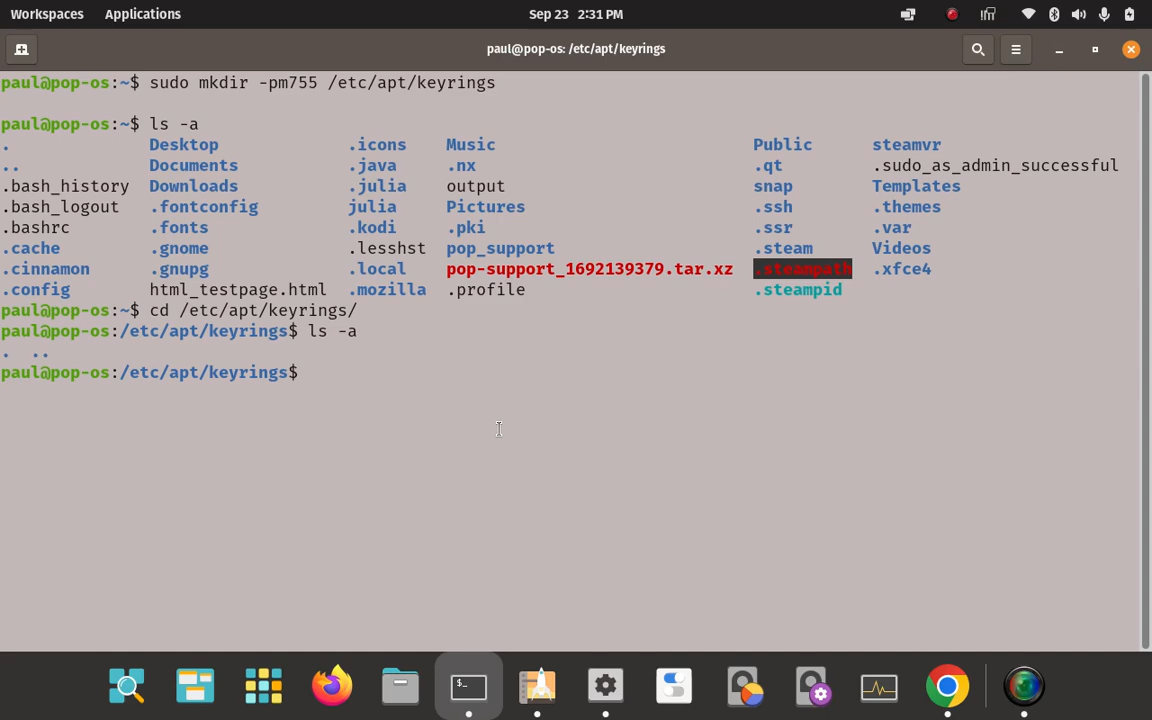 Workspaces Applications Sep 23 2:31 PM
paul@pop-os: /etc/apt/keyrings
paul@pop-os:~$ sudo mkdir -pm755 /etc/apt/keyrings
paul@pop-os:~$ ls -a
. Desktop .icons Music Public steamvr
.. Documents .java .nx .qt .sudo_as_admin_successful
.bash_history Downloads .julia output snap Templates
.bash_logout .fontconfig julia Pictures .ssh .themes
.bashrc .fonts .kodi .pki .ssr .var
.cache .gnome .lesshst pop_support .steam Videos
.cinnamon .gnupg .local pop-support_1692139379.tar.xz .steampath .xfce4
.config html_testpage.html .mozilla .profile .steampid
paul@pop-os:~$ cd /etc/apt/keyrings/
paul@pop-os:/etc/apt/keyrings$ ls -a
. ..
paul@pop-os:/etc/apt/keyrings$